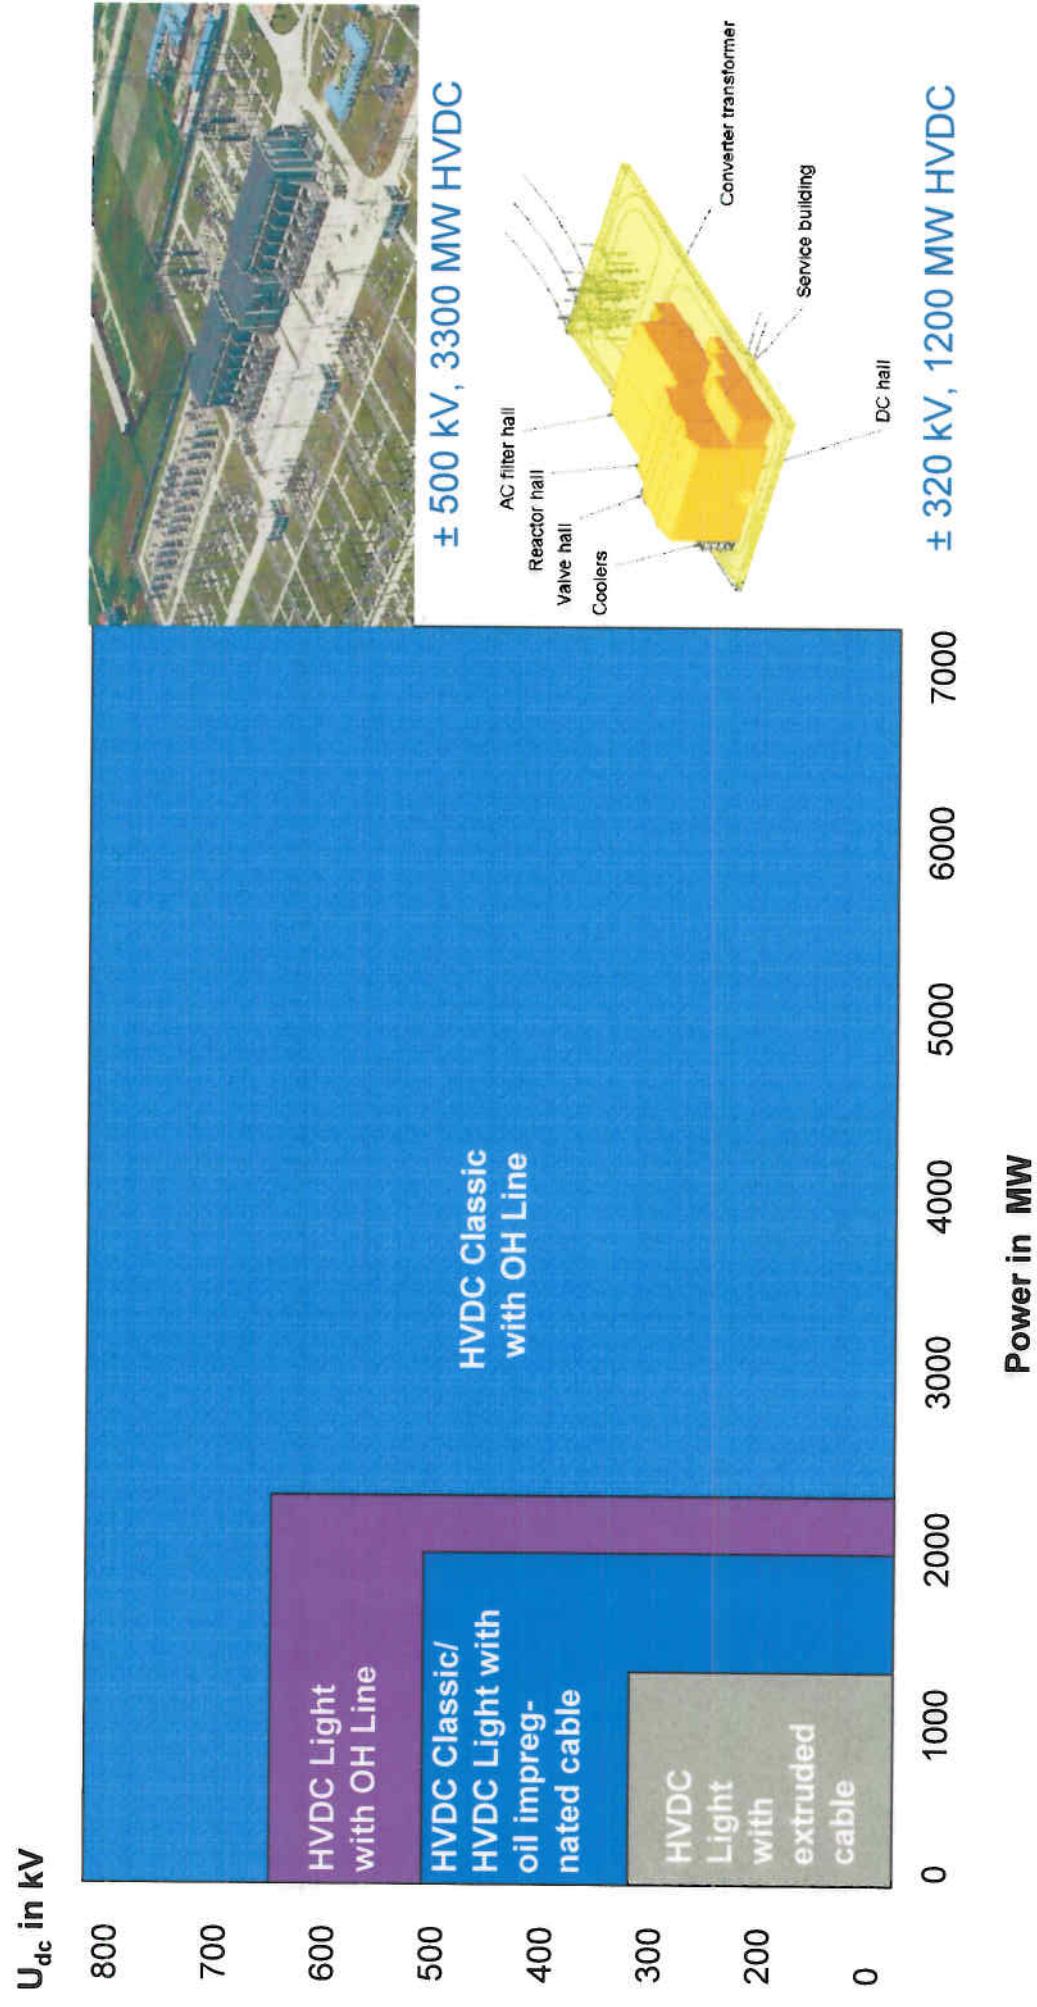 U_dc in kV
800
700
600
500
400
300
200
0
HVDC Light
with OH Line
HVDC Classic/
HVDC Light with
oil impreg-
nated cable
HVDC
Light
with
extruded
cable
HVDC Classic
with OH Line
0
1000
2000
3000
4000
5000
6000
7000
Power in MW
± 500 kV, 3300 MW HVDC
AC filter hall
Reactor hall
Valve hall
Coolers
Converter transformer
Service building
DC hall
± 320 kV, 1200 MW HVDC